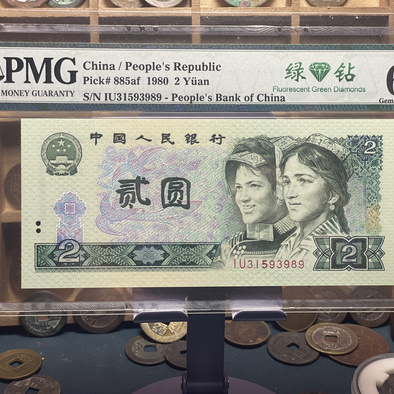 PMG
MONEY GUARANTY
China / People's Republic
Pick# 885af 1980 2 Yüan
S/N IU31593989 - People's Bank of China
绿 钻
Fluorescent Green Diamonds
6
Gem
中国人民银行
2
贰圆
2
2
IU31593989